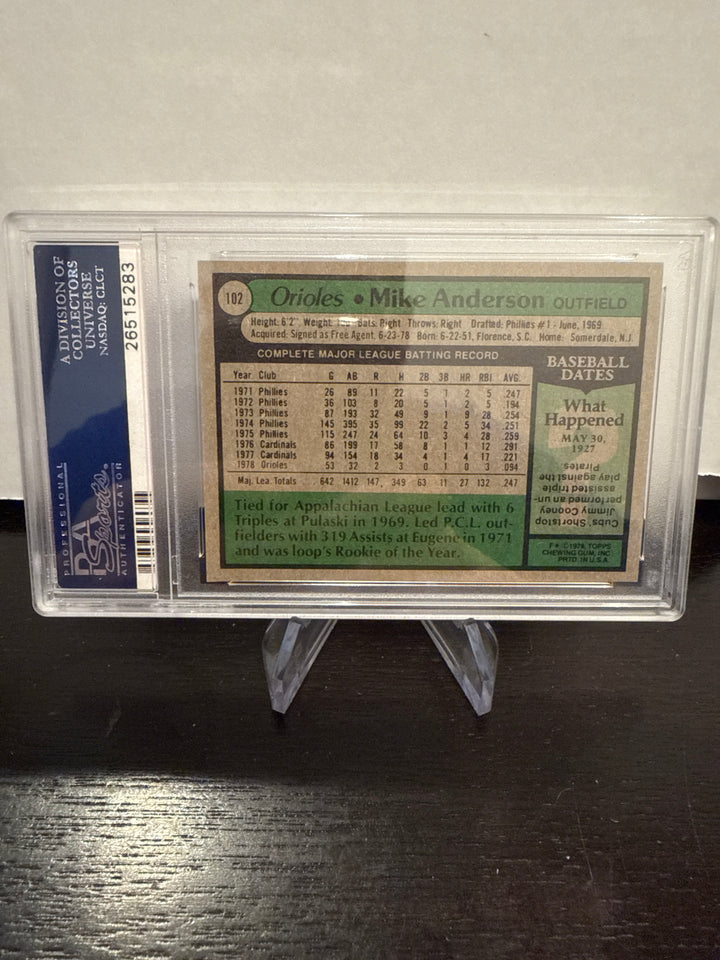 A DIVISION OF
COLLECTORS
UNIVERSE
NASDAQ: CLCT
26515283
PROFESSIONAL
PSA
Sports
AUTHENTICATOR
102 Orioles • Mike Anderson OUTFIELD
Height: 6'2" Weight: Bats: Right Throws: Right Drafted: Phillies #1 - June, 1969
Acquired: Signed as Free Agent, 6-23-78 Born: 6-22-51, Florence, S.C. Home: Somerdale, N.J.
COMPLETE MAJOR LEAGUE BATTING RECORD
Year Club G AB R H 2B 3B HR RBI AVG.
1971 Phillies 26 89 11 22 5 1 2 5 .247
1972 Phillies 36 103 8 20 5 1 2 5 .194
1973 Phillies 87 193 32 49 9 1 9 28 .254
1974 Phillies 145 395 35 99 22 2 5 34 .251
1975 Phillies 115 247 24 64 10 3 4 28 .259
1976 Cardinals 86 199 17 58 8 1 1 12 .291
1977 Cardinals 94 154 18 34 4 1 4 17 .221
1978 Orioles 53 32 2 3 0 1 0 3 .094
Maj. Lea. Totals 642 1412 147 349 63 11 27 132 .247
Tied for Appalachian League lead with 6
Triples at Pulaski in 1969. Led P.C.L. out-
fielders with 319 Assists at Eugene in 1971
and was loop's Rookie of the Year.
BASEBALL
DATES
What
Happened
MAY 30,
1927
Cubs, Shortstop
Jimmy Cooney
performed an un-
assisted triple
play against the
Pirates.
F★ © 1979, TOPPS
CHEWING GUM, INC
PRTD IN U.S.A.